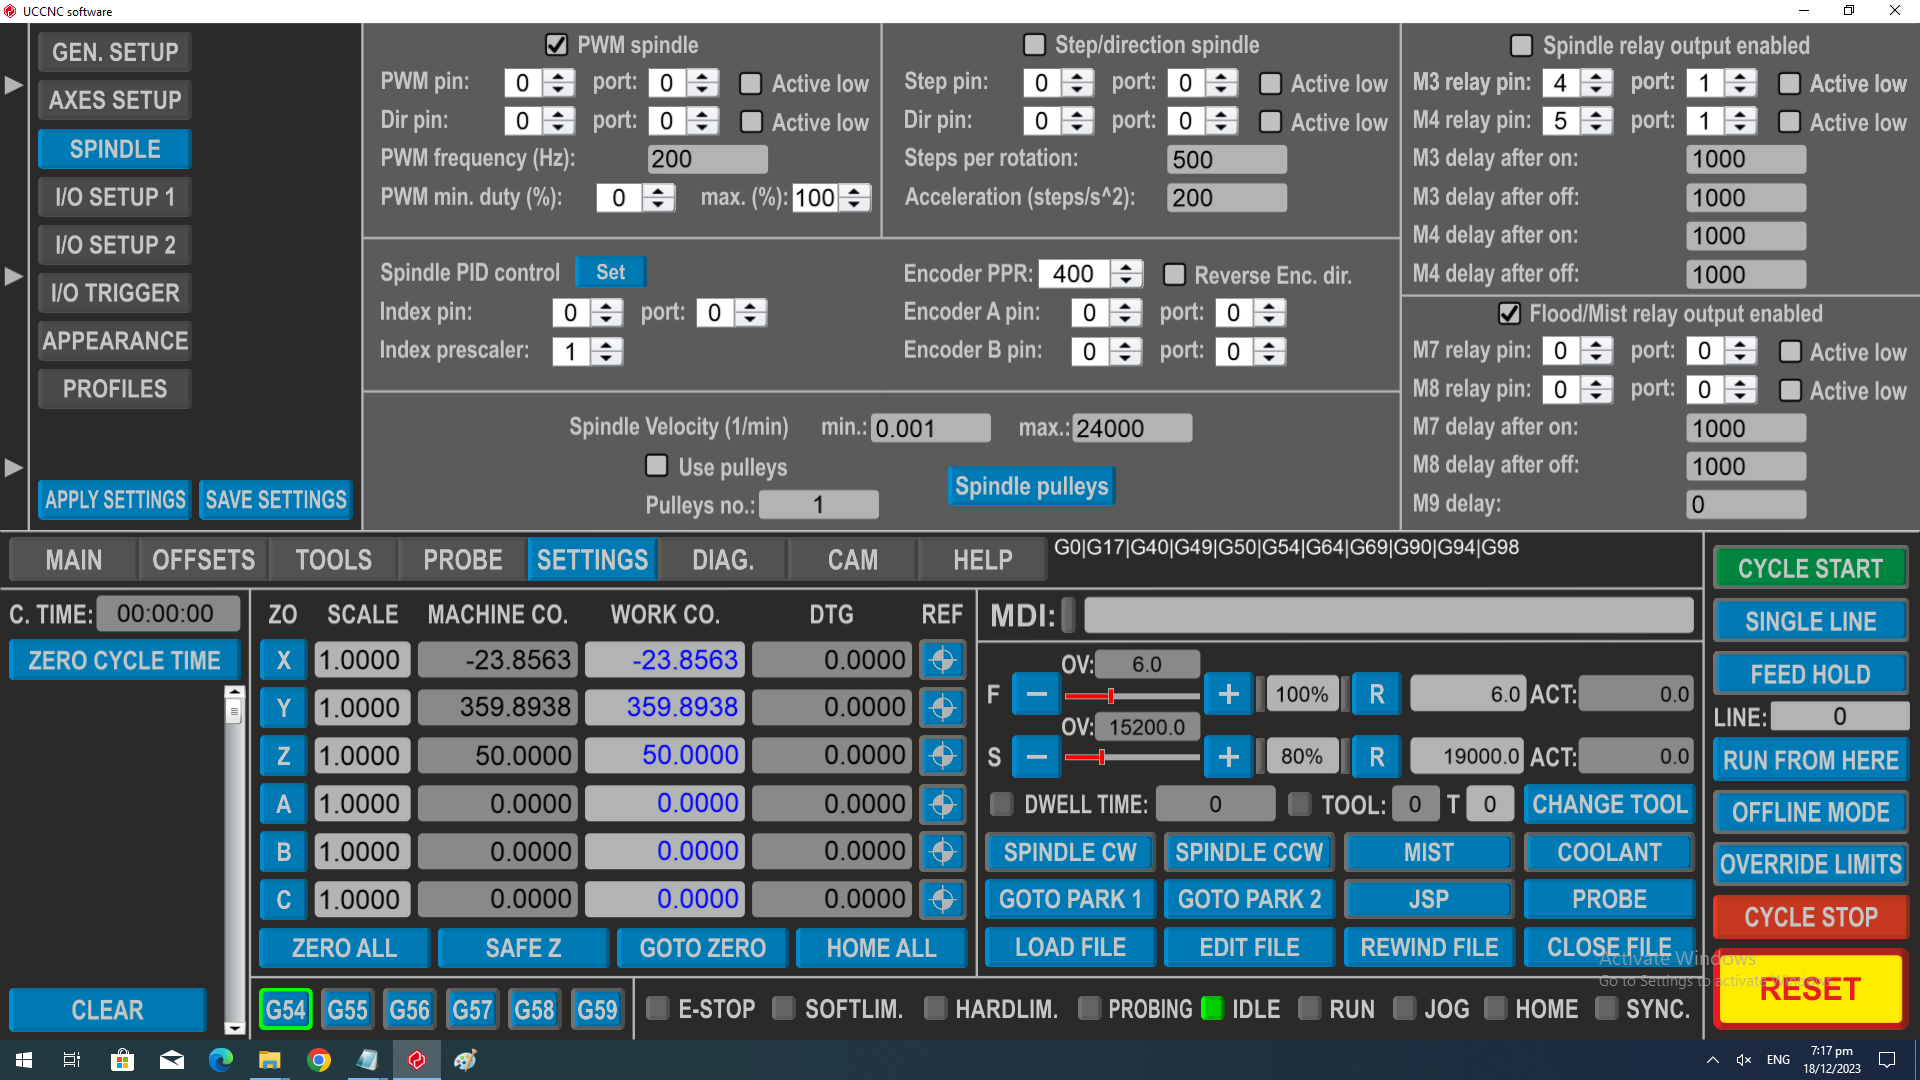 UCCNC software
GEN. SETUP
AXES SETUP
SPINDLE
I/O SETUP 1
I/O SETUP 2
I/O TRIGGER
APPEARANCE
PROFILES
APPLY SETTINGS SAVE SETTINGS
PWM spindle
PWM pin: 0 port: 0 Active low
Dir pin: 0 port: 0 Active low
PWM frequency (Hz): 200
PWM min. duty (%): 0 max. (%): 100
Step/direction spindle
Step pin: 0 port: 0 Active low
Dir pin: 0 port: 0 Active low
Steps per rotation: 500
Acceleration (steps/s^2): 200
Spindle relay output enabled
M3 relay pin: 4 port: 1 Active low
M4 relay pin: 5 port: 1 Active low
M3 delay after on: 1000
M3 delay after off: 1000
M4 delay after on: 1000
M4 delay after off: 1000
Spindle PID control Set
Index pin: 0 port: 0
Index prescaler: 1
Encoder PPR: 400 Reverse Enc. dir.
Encoder A pin: 0 port: 0
Encoder B pin: 0 port: 0
Flood/Mist relay output enabled
M7 relay pin: 0 port: 0 Active low
M8 relay pin: 0 port: 0 Active low
M7 delay after on: 1000
M8 delay after off: 1000
M9 delay: 0
Spindle Velocity (1/min) min.: 0.001 max.: 24000
Use pulleys
Pulleys no.: 1
Spindle pulleys
MAIN OFFSETS TOOLS PROBE SETTINGS DIAG. CAM HELP
G0|G17|G40|G49|G50|G54|G64|G69|G90|G94|G98
C. TIME: 00:00:00
ZERO CYCLE TIME
CLEAR
ZO SCALE MACHINE CO. WORK CO. DTG REF
X 1.0000 -23.8563 -23.8563 0.0000
Y 1.0000 359.8938 359.8938 0.0000
Z 1.0000 50.0000 50.0000 0.0000
A 1.0000 0.0000 0.0000 0.0000
B 1.0000 0.0000 0.0000 0.0000
C 1.0000 0.0000 0.0000 0.0000
ZERO ALL SAFE Z GOTO ZERO HOME ALL
MDI:
OV: 6.0
F − + 100% R 6.0 ACT: 0.0
OV: 15200.0
S − + 80% R 19000.0 ACT: 0.0
DWELL TIME: 0 TOOL: 0 T 0 CHANGE TOOL
SPINDLE CW SPINDLE CCW MIST COOLANT
GOTO PARK 1 GOTO PARK 2 JSP PROBE
LOAD FILE EDIT FILE REWIND FILE CLOSE FILE
CYCLE START
SINGLE LINE
FEED HOLD
LINE: 0
RUN FROM HERE
OFFLINE MODE
OVERRIDE LIMITS
CYCLE STOP
RESET
Activate Windows
Go to Settings to activate Windows.
G54 G55 G56 G57 G58 G59
E-STOP SOFTLIM. HARDLIM. PROBING IDLE RUN JOG HOME SYNC.
ENG
7:17 pm
18/12/2023